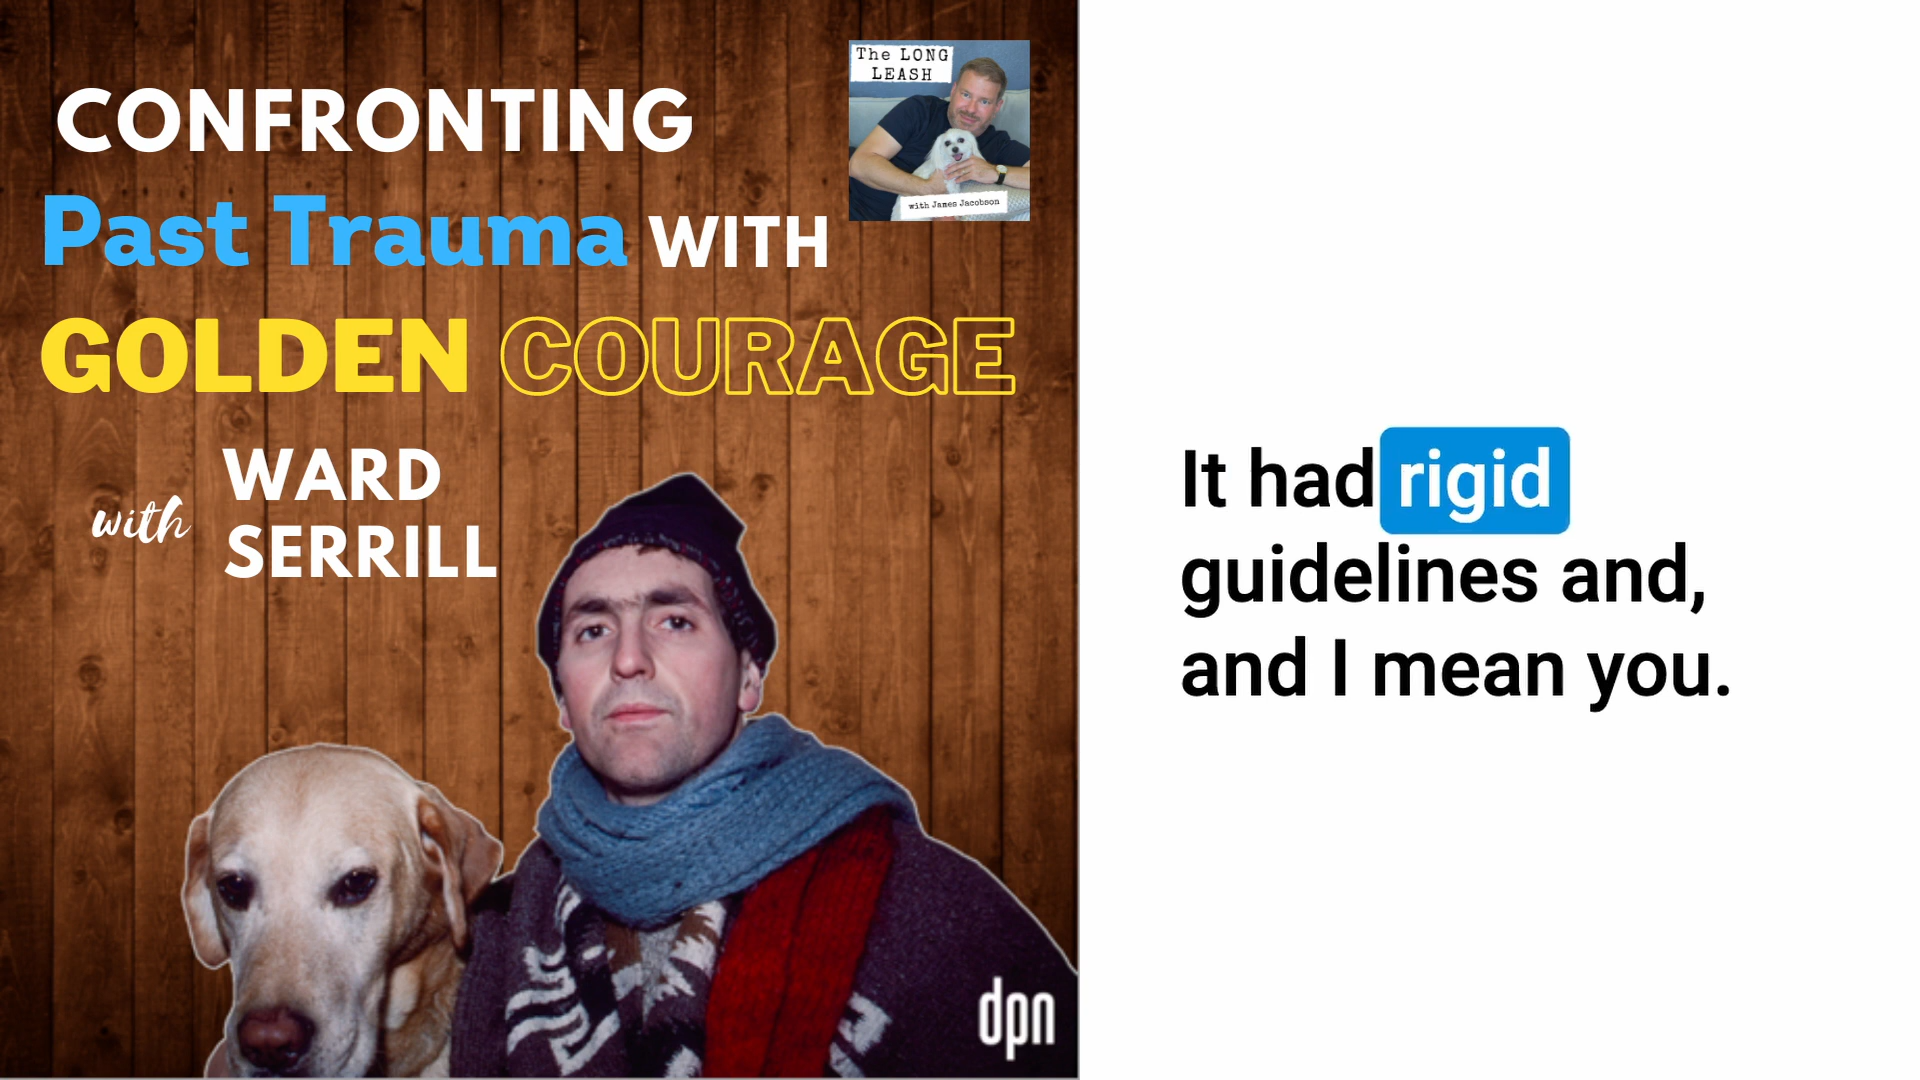 The LONG
LEASH
with James Jacobson
CONFRONTING
Past Trauma WITH
GOLDEN COURAGE
with WARD
SERRILL
dpn
It had rigid
guidelines and,
and I mean you.